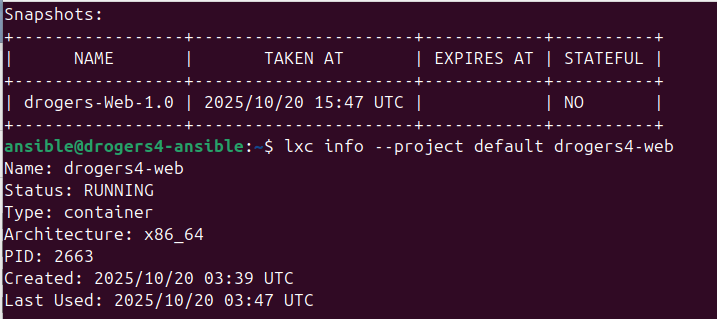 Snapshots:
+-----------------+----------------------+------------+----------+
|      NAME       |       TAKEN AT       | EXPIRES AT | STATEFUL |
+-----------------+----------------------+------------+----------+
| drogers-Web-1.0 | 2025/10/20 15:47 UTC |            | NO       |
+-----------------+----------------------+------------+----------+
ansible@drogers4-ansible:~$ lxc info --project default drogers4-web
Name: drogers4-web
Status: RUNNING
Type: container
Architecture: x86_64
PID: 2663
Created: 2025/10/20 03:39 UTC
Last Used: 2025/10/20 03:47 UTC